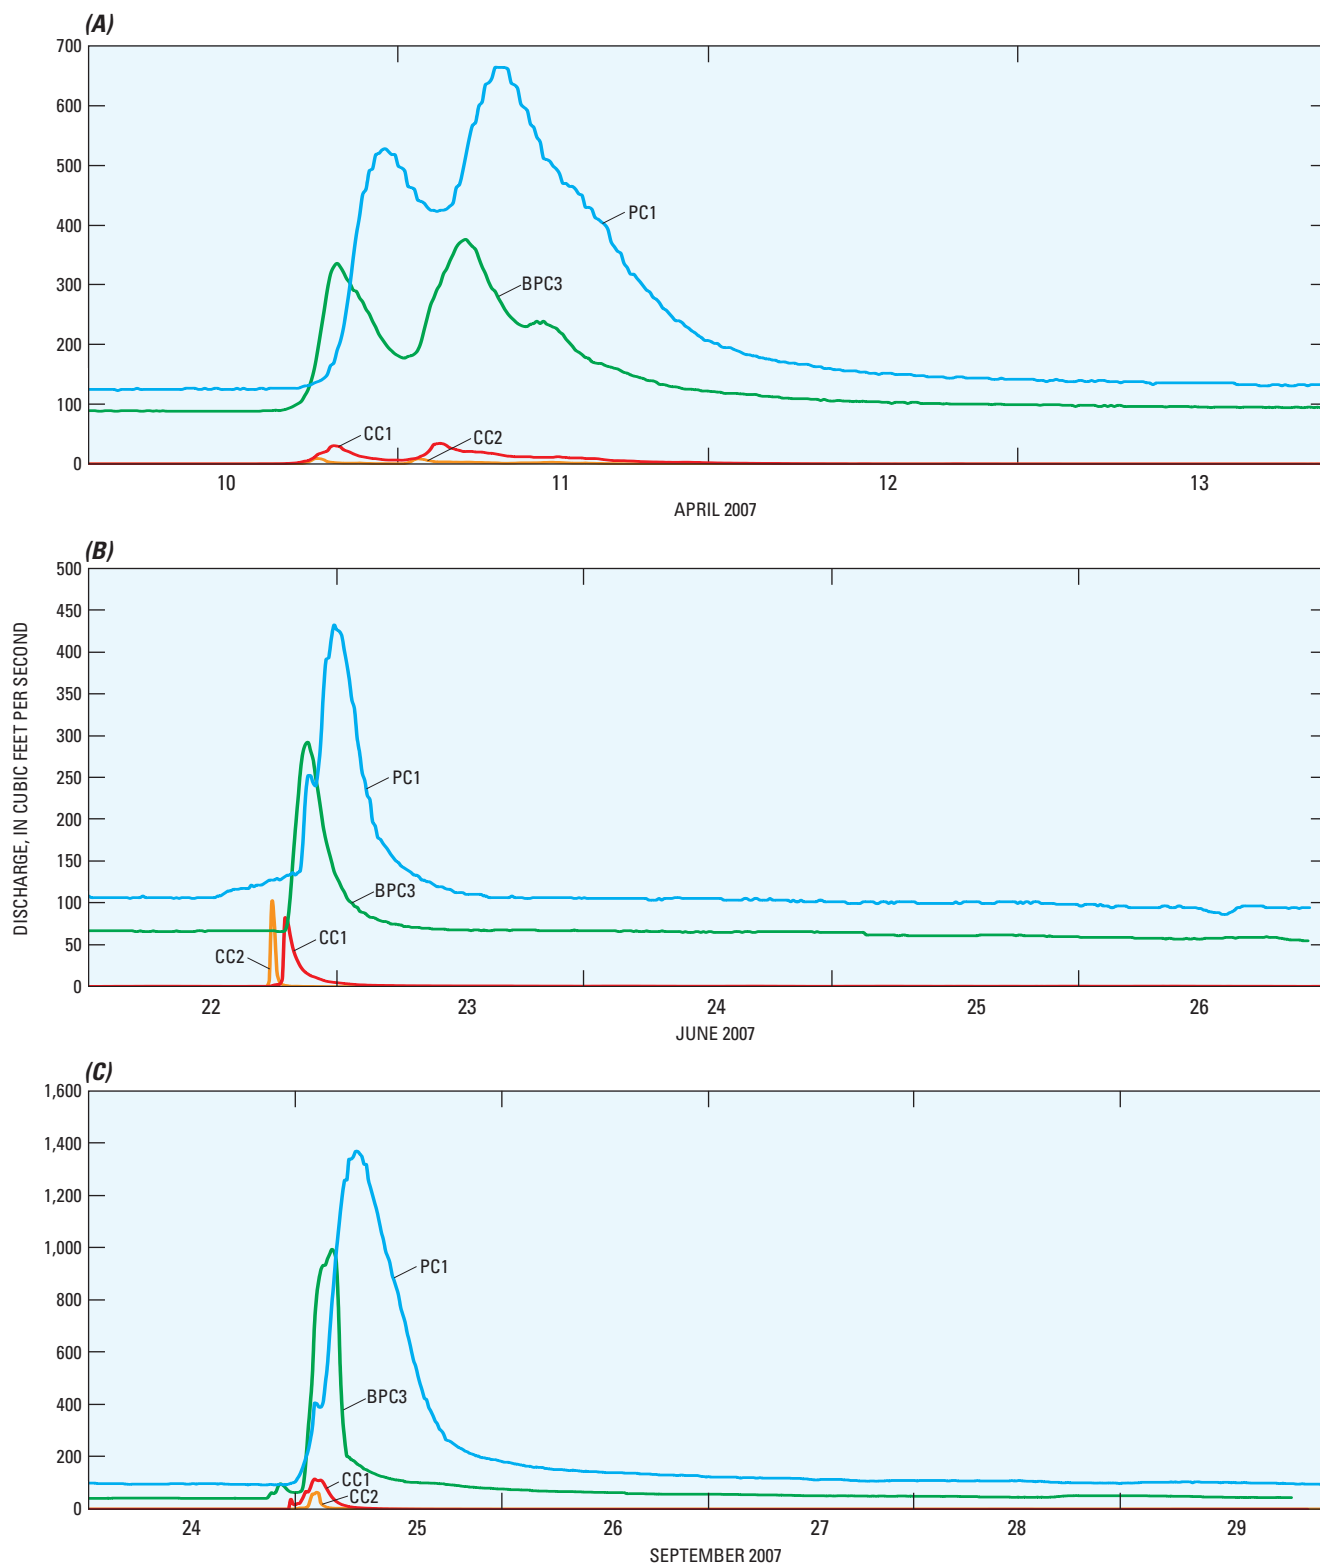 (A)
700
600
500
400
300
200
100
0
PC1
BPC3
CC1
CC2
10
11
12
13
APRIL 2007
(B)
500
450
400
350
300
250
200
150
100
50
0
PC1
BPC3
CC1
CC2
22
23
24
25
26
JUNE 2007
DISCHARGE, IN CUBIC FEET PER SECOND
(C)
1,600
1,400
1,200
1,000
800
600
400
200
0
PC1
BPC3
CC1
CC2
24
25
26
27
28
29
SEPTEMBER 2007